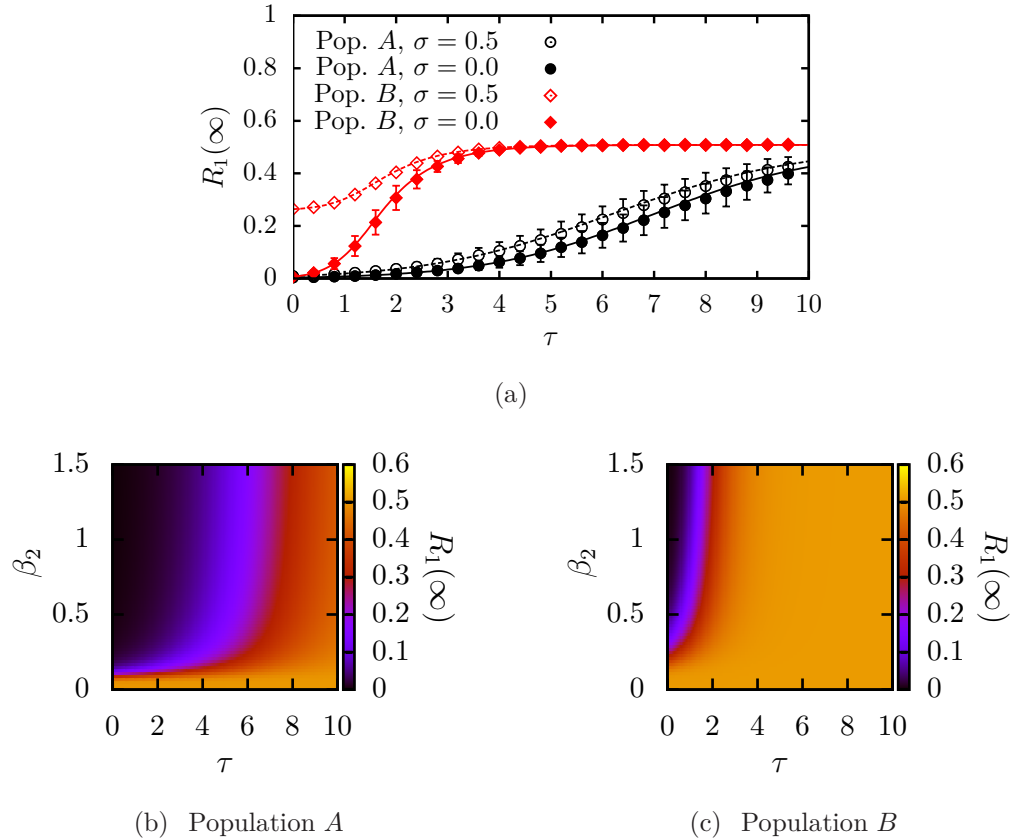 R₁(∞)
1
0.8
0.6
0.4
0.2
0
Pop. A, σ = 0.5
Pop. A, σ = 0.0
Pop. B, σ = 0.5
Pop. B, σ = 0.0
0 1 2 3 4 5 6 7 8 9 10
τ
(a)
β₂
1.5
1
0.5
0
0 2 4 6 8 10
τ
0.6
0.5
0.4
0.3
0.2
0.1
0
R₁(∞)
(b) Population A
β₂
1.5
1
0.5
0
0 2 4 6 8 10
τ
0.6
0.5
0.4
0.3
0.2
0.1
0
R₁(∞)
(c) Population B